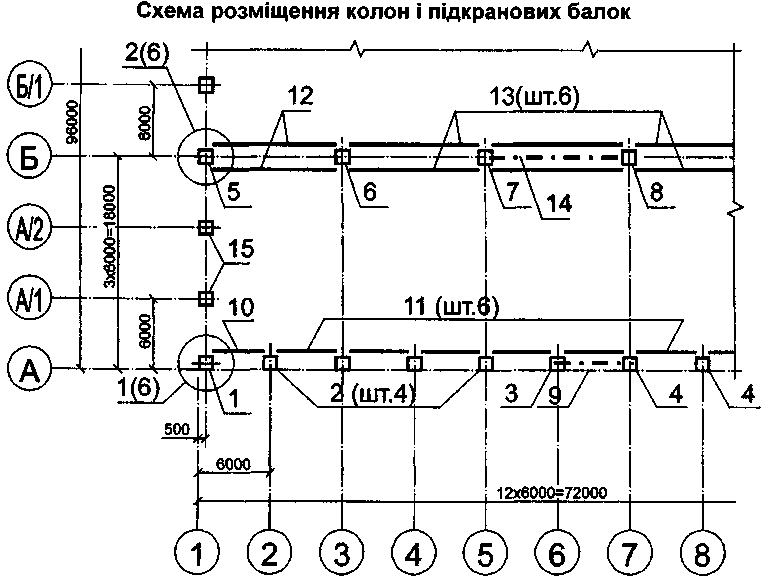 Схема розміщення колон і підкранових балок
2(6)
Б/1
12
13(шт.6)
6000
96000
Б
5
6
7
14
8
А/2
3х6000=18000
15
А/1
10
11 (шт.6)
6000
А
1(6)
1
2 (шт.4)
3
9
4
4
500
6000
12х6000=72000
1
2
3
4
5
6
7
8